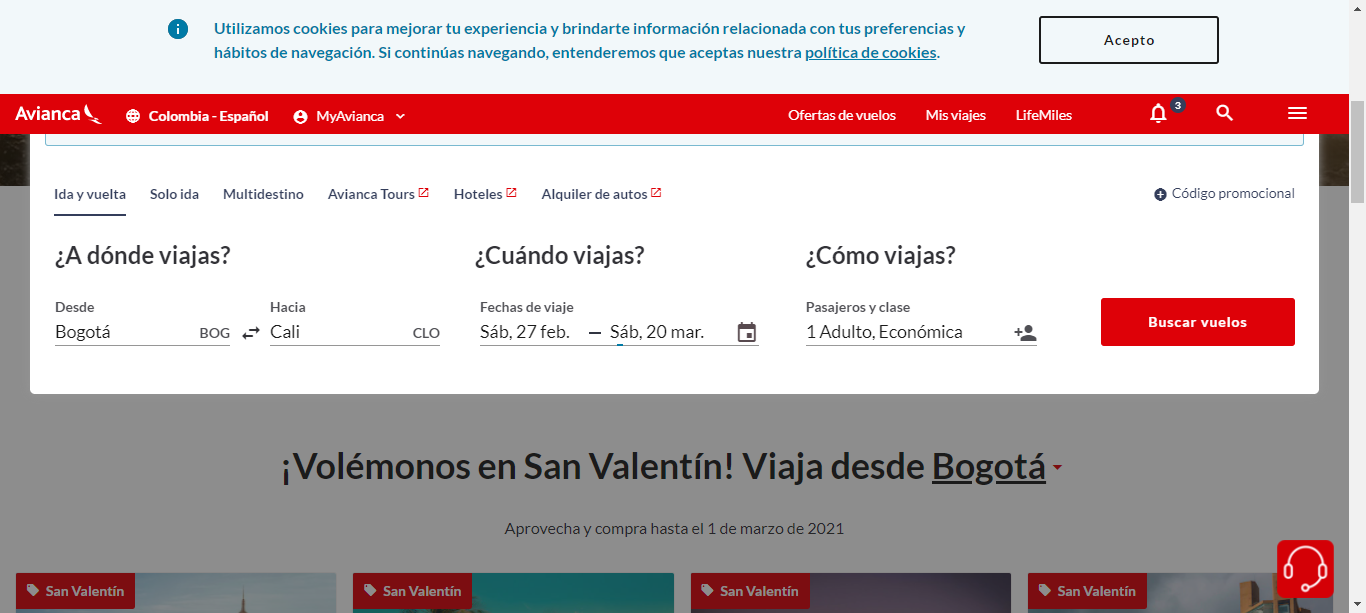 Utilizamos cookies para mejorar tu experiencia y brindarte información relacionada con tus preferencias y
hábitos de navegación. Si continúas navegando, entenderemos que aceptas nuestra política de cookies.
Acepto
Avianca Colombia - Español MyAvianca Ofertas de vuelos Mis viajes LifeMiles 3
Ida y vuelta Solo ida Multidestino Avianca Tours Hoteles Alquiler de autos Código promocional
¿A dónde viajas? ¿Cuándo viajas? ¿Cómo viajas?
Desde Hacia Fechas de viaje Pasajeros y clase
Bogotá BOG Cali CLO Sáb, 27 feb. — Sáb, 20 mar. 1 Adulto, Económica
Buscar vuelos
¡Volémonos en San Valentín! Viaja desde Bogotá
Aprovecha y compra hasta el 1 de marzo de 2021
San Valentín San Valentín San Valentín San Valentín